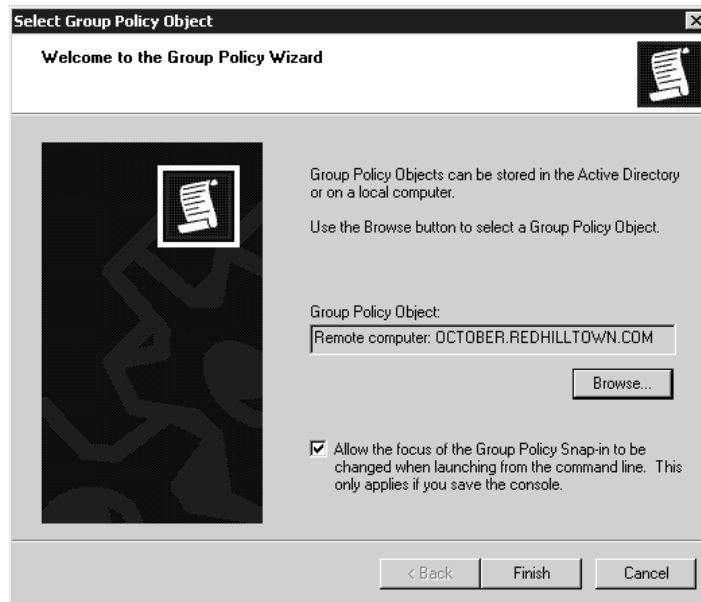 Select Group Policy Object
Welcome to the Group Policy Wizard
Group Policy Objects can be stored in the Active Directory
or on a local computer.
Use the Browse button to select a Group Policy Object.
Group Policy Object:
Remote computer: OCTOBER.REDHILLTOWN.COM
Browse...
Allow the focus of the Group Policy Snap-in to be
changed when launching from the command line. This
only applies if you save the console.
< Back
Finish
Cancel